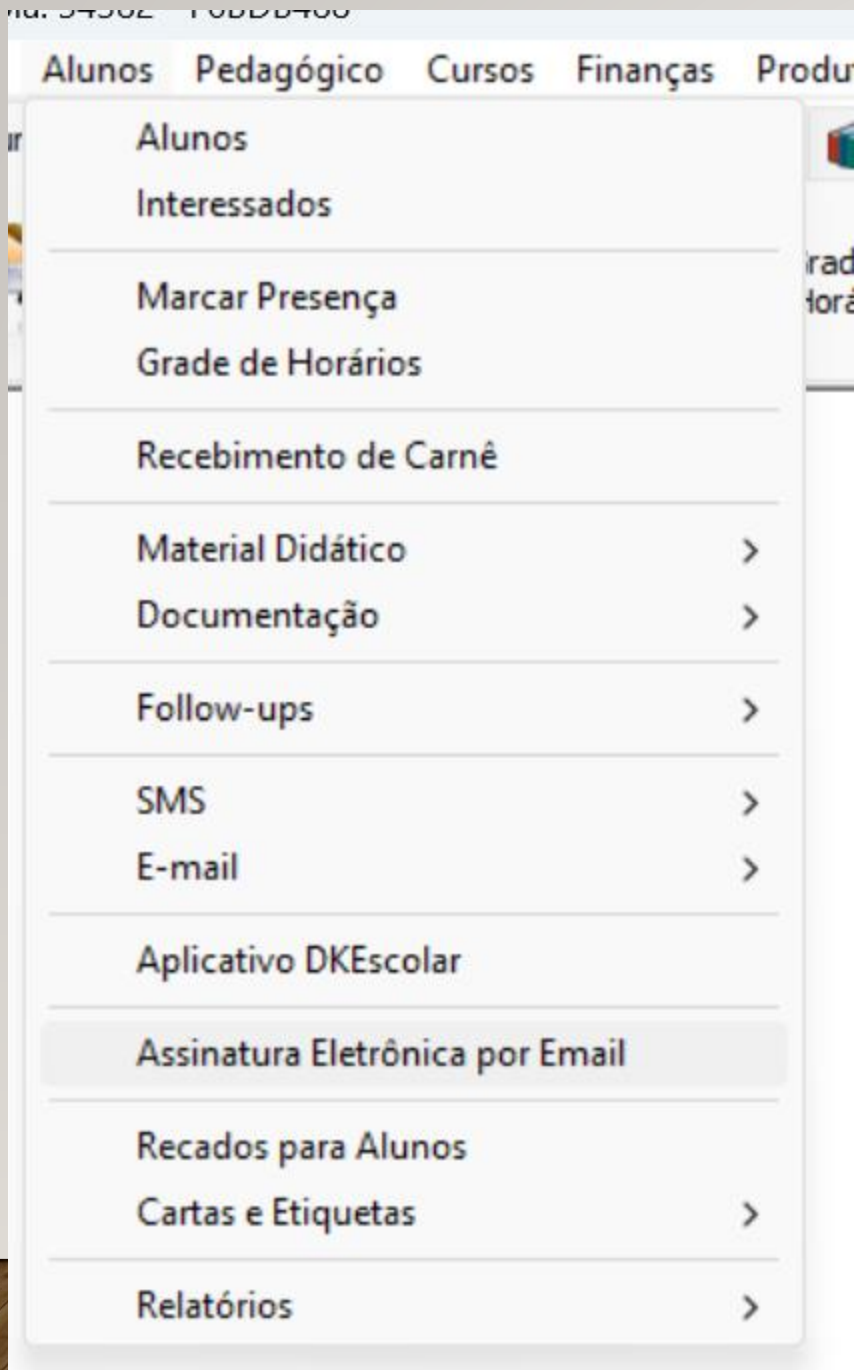 Alunos Pedagógico Cursos Finanças
Alunos
Interessados
Marcar Presença
Grade de Horários
Recebimento de Carnê
Material Didático
Documentação
Follow-ups
SMS
E-mail
Aplicativo DKEscolar
Assinatura Eletrônica por Email
Recados para Alunos
Cartas e Etiquetas
Relatórios